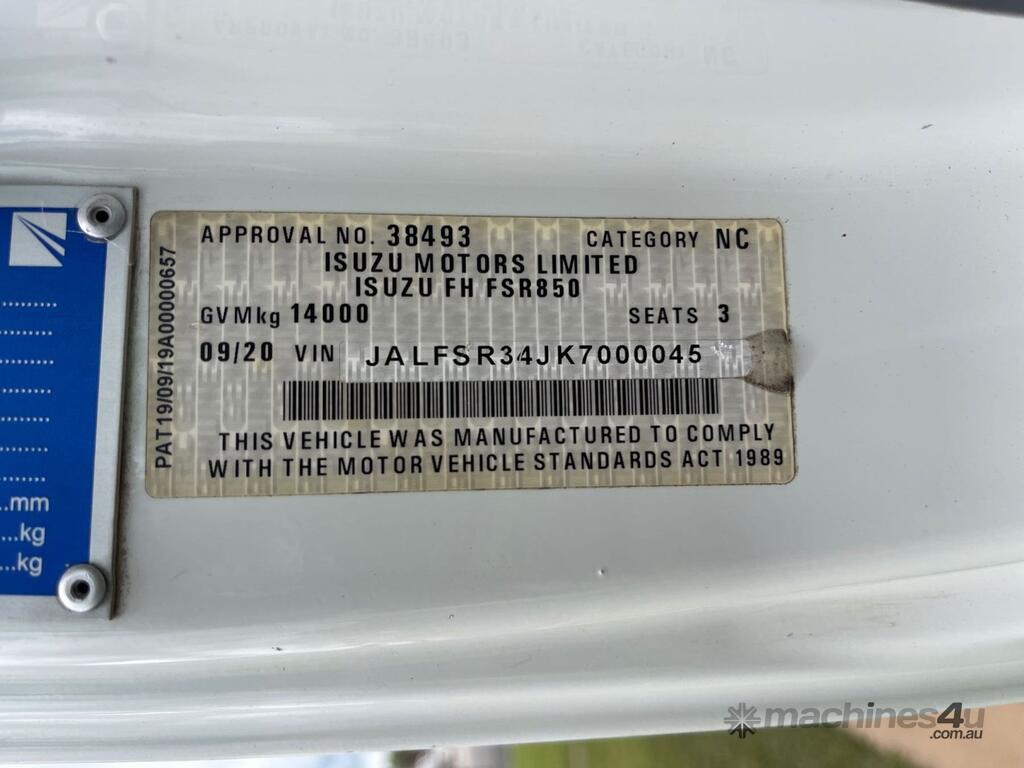 APPROVAL NO. 38493 CATEGORY NC
ISUZU MOTORS LIMITED
ISUZU FH FSR850
GVMkg 14000 SEATS 3
09/20 VIN JALFSR34JK7000045
THIS VEHICLE WAS MANUFACTURED TO COMPLY
WITH THE MOTOR VEHICLE STANDARDS ACT 1989
PAT19/09/19A00000657
...mm
...kg
...kg
machines4u
.com.au